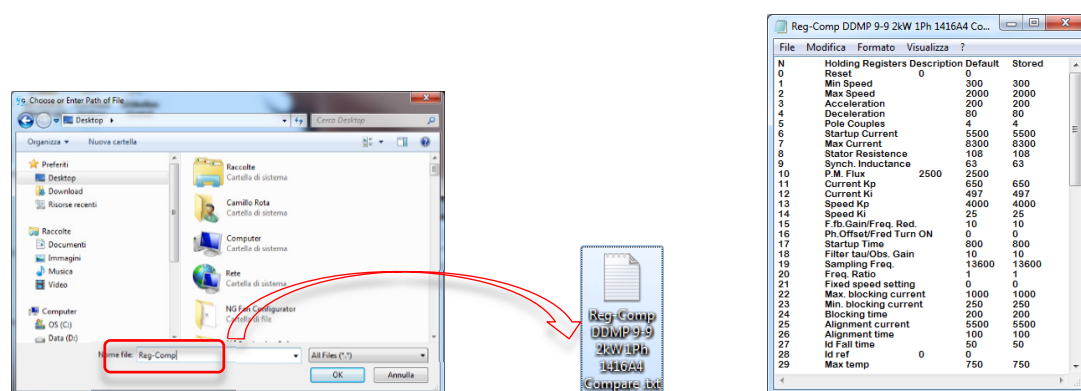 Choose or Enter Path of File
Desktop
Cerca Desktop
Organizza
Nuova cartella
Preferiti
Desktop
Download
Risorse recenti
Raccolte
Documenti
Immagini
Musica
Video
Computer
OS (C:)
Data (D:)
Raccolte
Cartella di sistema
Camillo Rota
Cartella di sistema
Computer
Cartella di sistema
Rete
Cartella di sistema
NG Fan Configurator
Cartella di file
Nome file: Reg-Comp
All Files (*.*)
OK Annulla
Reg-Comp
DDMP 9-9
2kW 1Ph
1416A4
Compare .txt
Reg-Comp DDMP 9-9 2kW 1Ph 1416A4 Co...
File Modifica Formato Visualizza ?
N Holding Registers Description Default Stored
0 Reset 0 0
1 Min Speed 300 300
2 Max Speed 2000 2000
3 Acceleration 200 200
4 Deceleration 80 80
5 Pole Couples 4 4
6 Startup Current 5500 5500
7 Max Current 8300 8300
8 Stator Resistence 108 108
9 Synch. Inductance 63 63
10 P.M. Flux 2500 2500
11 Current Kp 650 650
12 Current Ki 497 497
13 Speed Kp 4000 4000
14 Speed Ki 25 25
15 F.fb.Gain/Freq. Red. 10 10
16 Ph.Offset/Fred Turn ON 0 0
17 Startup Time 800 800
18 Filter tau/Obs. Gain 10 10
19 Sampling Freq. 13600 13600
20 Freq. Ratio 1 1
21 Fixed speed setting 0 0
22 Max. blocking current 1000 1000
23 Min. blocking current 250 250
24 Blocking time 200 200
25 Alignment current 5500 5500
26 Alignment time 100 100
27 Id Fall time 50 50
28 Id ref 0 0
29 Max temp 750 750